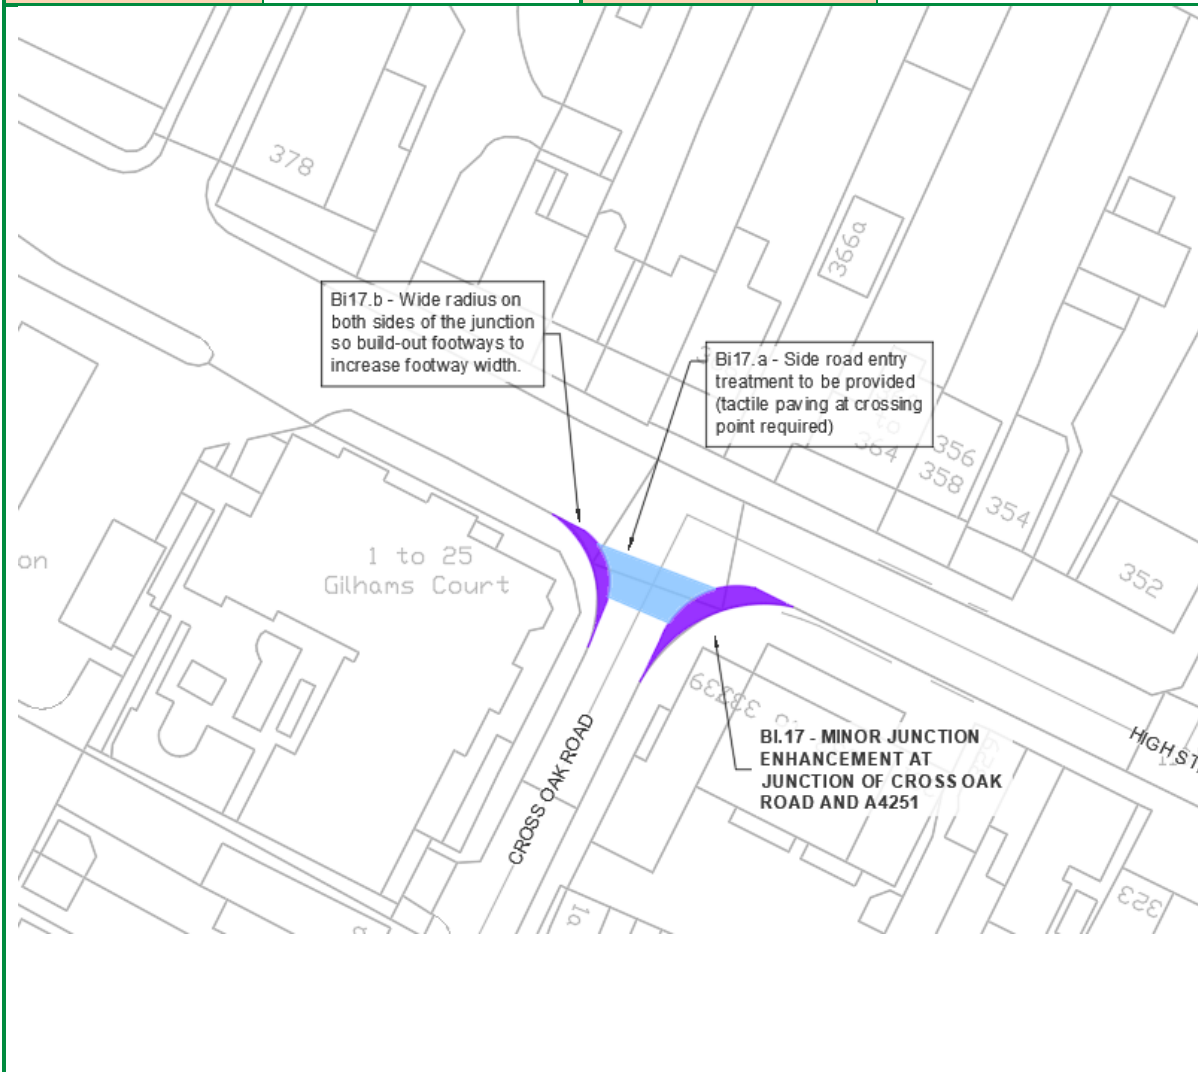 378
366a
Bi17.b - Wide radius on
both sides of the junction
so build-out footways to
increase footway width.
Bi17.a - Side road entry
treatment to be provided
(tactile paving at crossing
point required)
364
356
358
354
352
on
1 to 25
Gilhams Court
BI.17 - MINOR JUNCTION
ENHANCEMENT AT
JUNCTION OF CROSS OAK
ROAD AND A4251
CROSS OAK ROAD
HIGH ST
1a
323